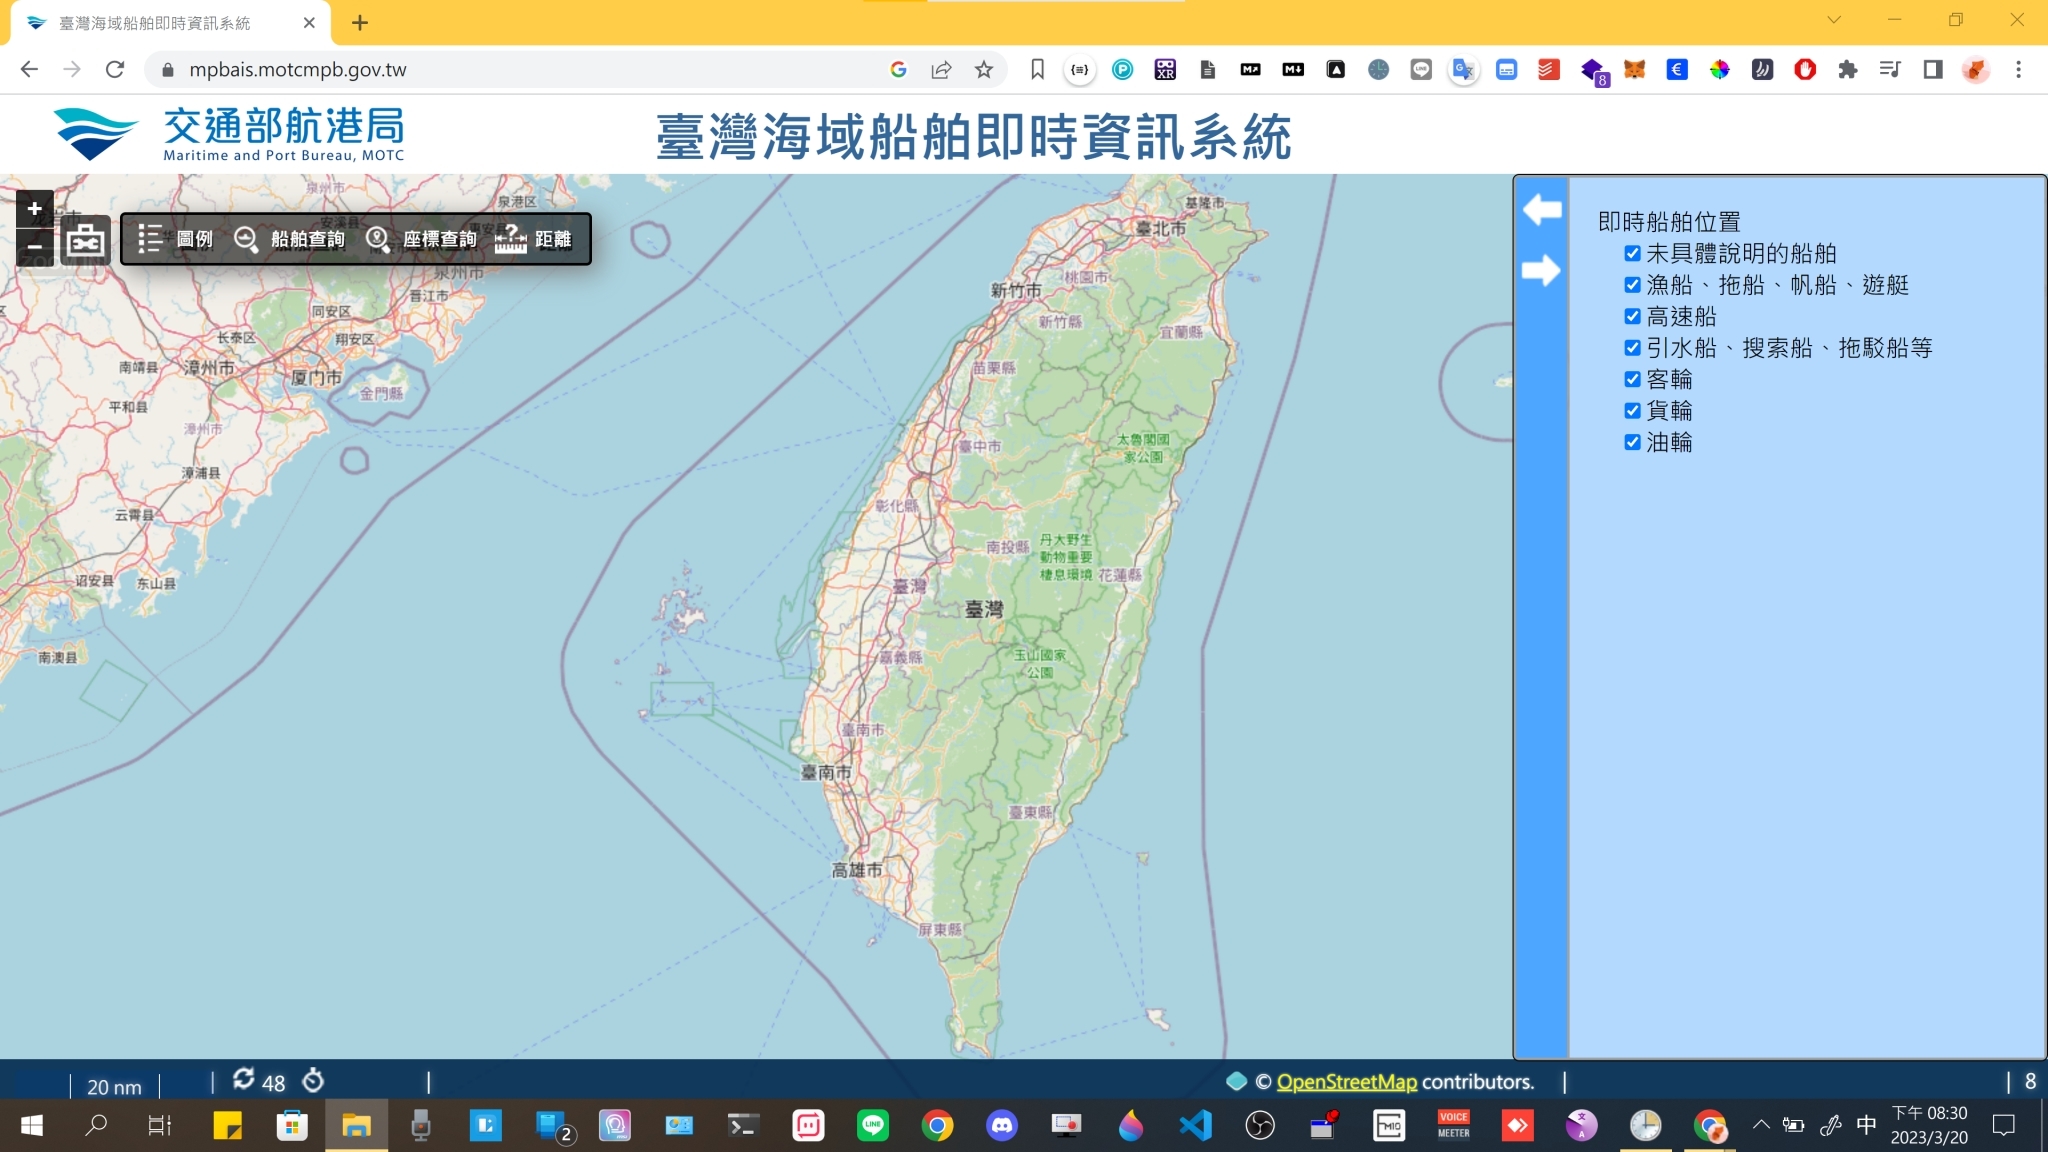 臺灣海域船舶即時資訊系統
mpbais.motcmpb.gov.tw
8
交通部航港局
Maritime and Port Bureau, MOTC
臺灣海域船舶即時資訊系統
+
−
圖例
船舶查詢
座標查詢
距離
泉州市
泉港区
安溪县
泉州市
晋江市
同安区
长泰区
翔安区
南靖县
漳州市
厦门市
金門縣
平和县
漳州市
漳浦县
云霄县
诏安县
东山县
南澳县
基隆市
臺北市
桃園市
新竹市
新竹縣
宜蘭縣
苗栗縣
太魯閣國
家公園
臺中市
彰化縣
南投縣
丹大野生
動物重要
棲息環境
花蓮縣
臺灣
臺灣
嘉義縣
玉山國家
公園
臺南市
臺南市
臺東縣
高雄市
屏東縣
即時船舶位置
未具體說明的船舶
漁船、拖船、帆船、遊艇
高速船
引水船、搜索船、拖駁船等
客輪
貨輪
油輪
20 nm
48
© OpenStreetMap contributors.
8
2
LINE
VOICE
MEETER
中
下午 08:30
2023/3/20